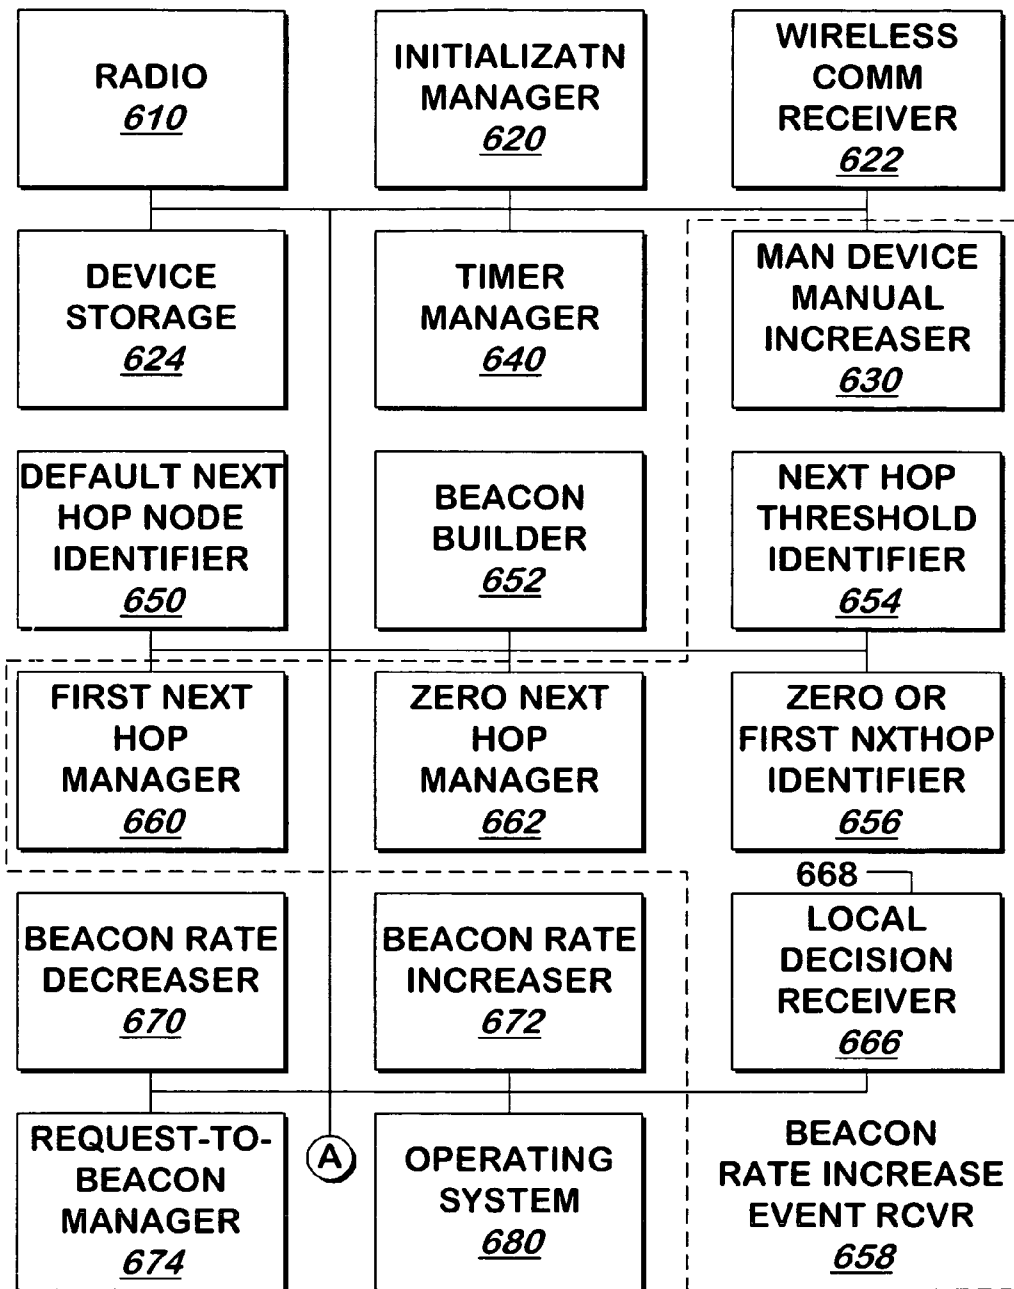 RADIO
610
INITIALIZATN
MANAGER
620
WIRELESS
COMM
RECEIVER
622
DEVICE
STORAGE
624
TIMER
MANAGER
640
MAN DEVICE
MANUAL
INCREASER
630
DEFAULT NEXT
HOP NODE
IDENTIFIER
650
BEACON
BUILDER
652
NEXT HOP
THRESHOLD
IDENTIFIER
654
FIRST NEXT
HOP
MANAGER
660
ZERO NEXT
HOP
MANAGER
662
ZERO OR
FIRST NXTHOP
IDENTIFIER
656
668
BEACON RATE
DECREASER
670
BEACON RATE
INCREASER
672
LOCAL
DECISION
RECEIVER
666
REQUEST-TO-
BEACON
MANAGER
674
A
OPERATING
SYSTEM
680
BEACON
RATE INCREASE
EVENT RCVR
658